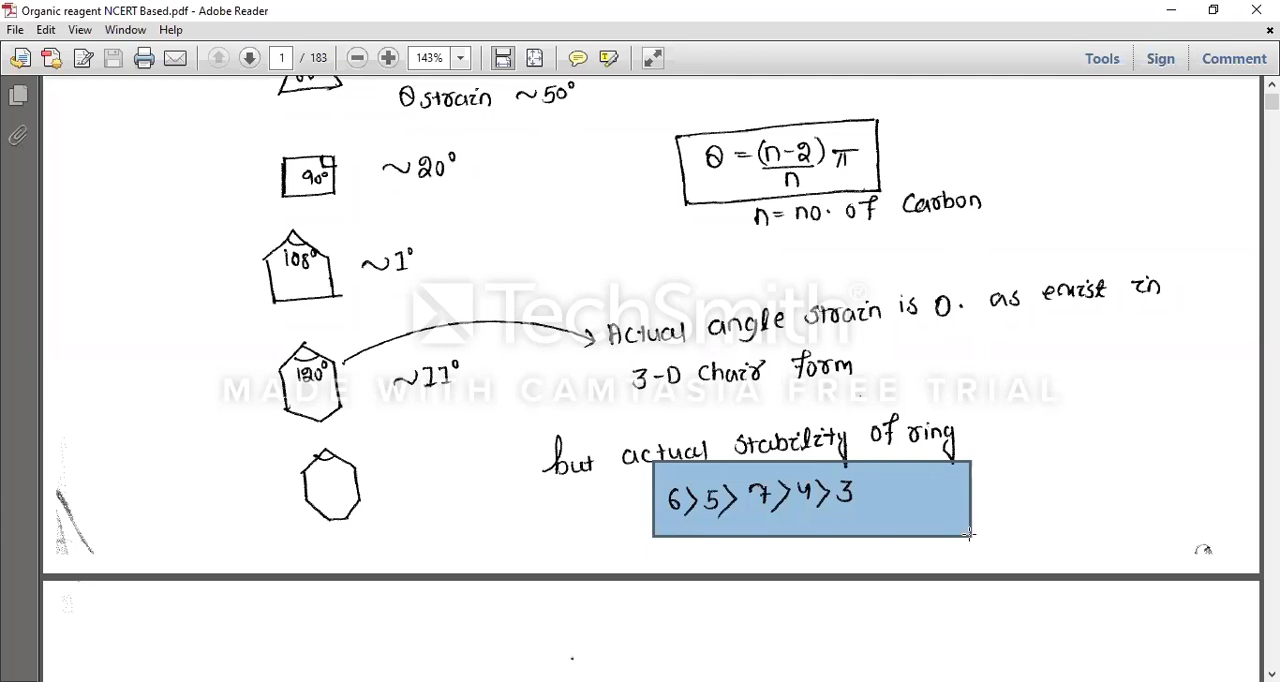 Organic reagent NCERT Based.pdf - Adobe Reader
File Edit View Window Help
1 / 183 143% Tools Sign Comment
60°
θ strain ~50°
90° ~20°
θ = (n-2)/n π
n = no. of Carbon
108° ~1°
TechSmith®
Actual angle strain is 0. as exist in
3-D chair form
120° ~11°
MADE WITH CAMTASIA FREE TRIAL
but actual stability of ring
6>5>7>4>3